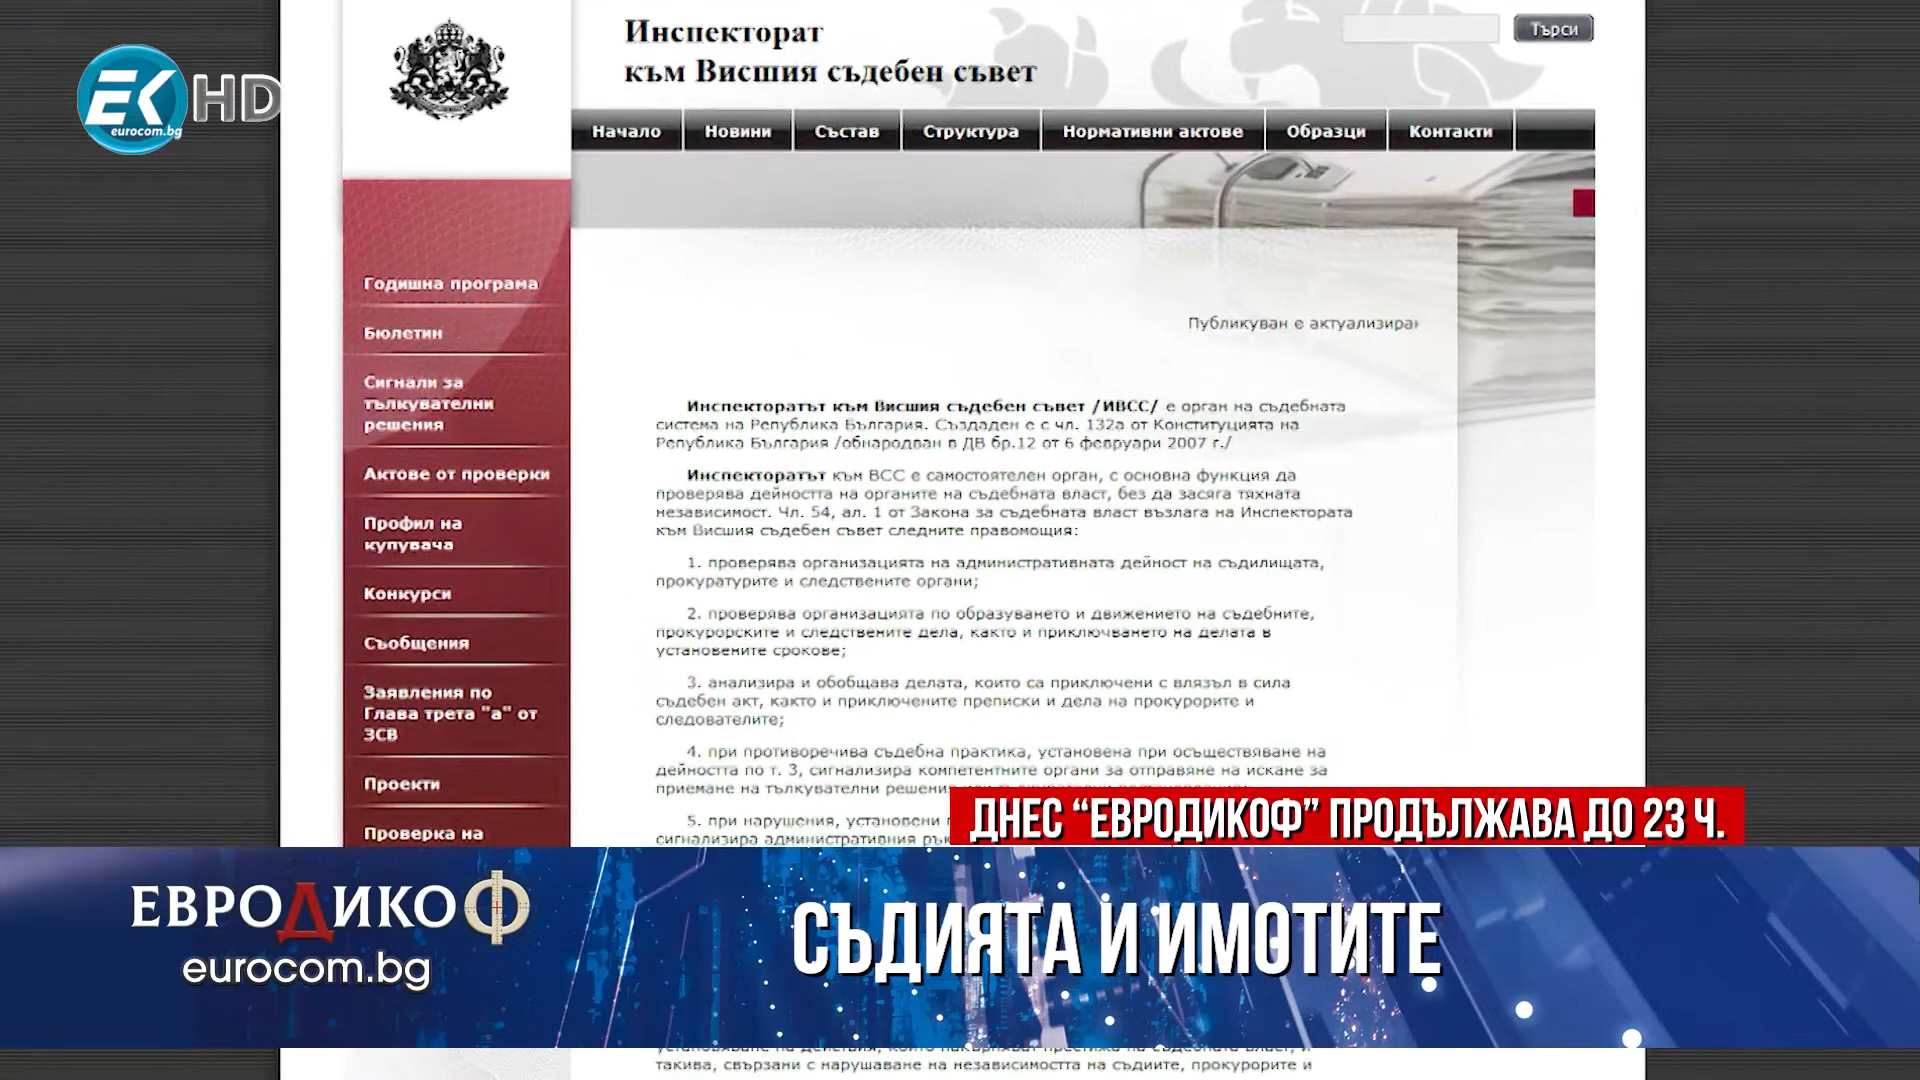 Инспекторат
към Висшия съдебен съвет
Търси
EK HD
eurocom.bg
Начало Новини Състав Структура Нормативни актове Образци Контакти
Годишна програма
Бюлетин
Сигнали за
тълкувателни
решения
Актове от проверки
Профил на
купувача
Конкурси
Съобщения
Заявления по
Глава трета "а" от
ЗСВ
Проекти
Проверка на
Публикуван е актуализиран
Инспекторатът към Висшия съдебен съвет /ИВСС/ е орган на съдебната
система на Република България. Създаден е с чл. 132а от Конституцията на
Република България /обнародван в ДВ бр.12 от 6 февруари 2007 г./
Инспекторатът към ВСС е самостоятелен орган, с основна функция да
проверява дейността на органите на съдебната власт, без да засяга тяхната
независимост. Чл. 54, ал. 1 от Закона за съдебната власт възлага на Инспектората
към Висшия съдебен съвет следните правомощия:
1. проверява организацията на административната дейност на съдилищата,
прокуратурите и следствените органи;
2. проверява организацията по образуването и движението на съдебните,
прокурорските и следствените дела, както и приключването на делата в
установените срокове;
3. анализира и обобщава делата, които са приключени с влязъл в сила
съдебен акт, както и приключените преписки и дела на прокурорите и
следователите;
4. при противоречива съдебна практика, установена при осъществяване на
дейността по т. 3, сигнализира компетентните органи за отправяне на искане за
приемане на тълкувателни решения
5. при нарушения, установени
сигнализира административния
ДНЕС “ЕВРОДИКОФ” ПРОДЪЛЖАВА ДО 23 Ч.
ЕВРОДИКОФ
eurocom.bg
СЪДИЯТА И ИМОТИТЕ
такива, свързани с нарушаване на независимостта на съдиите, прокурорите и